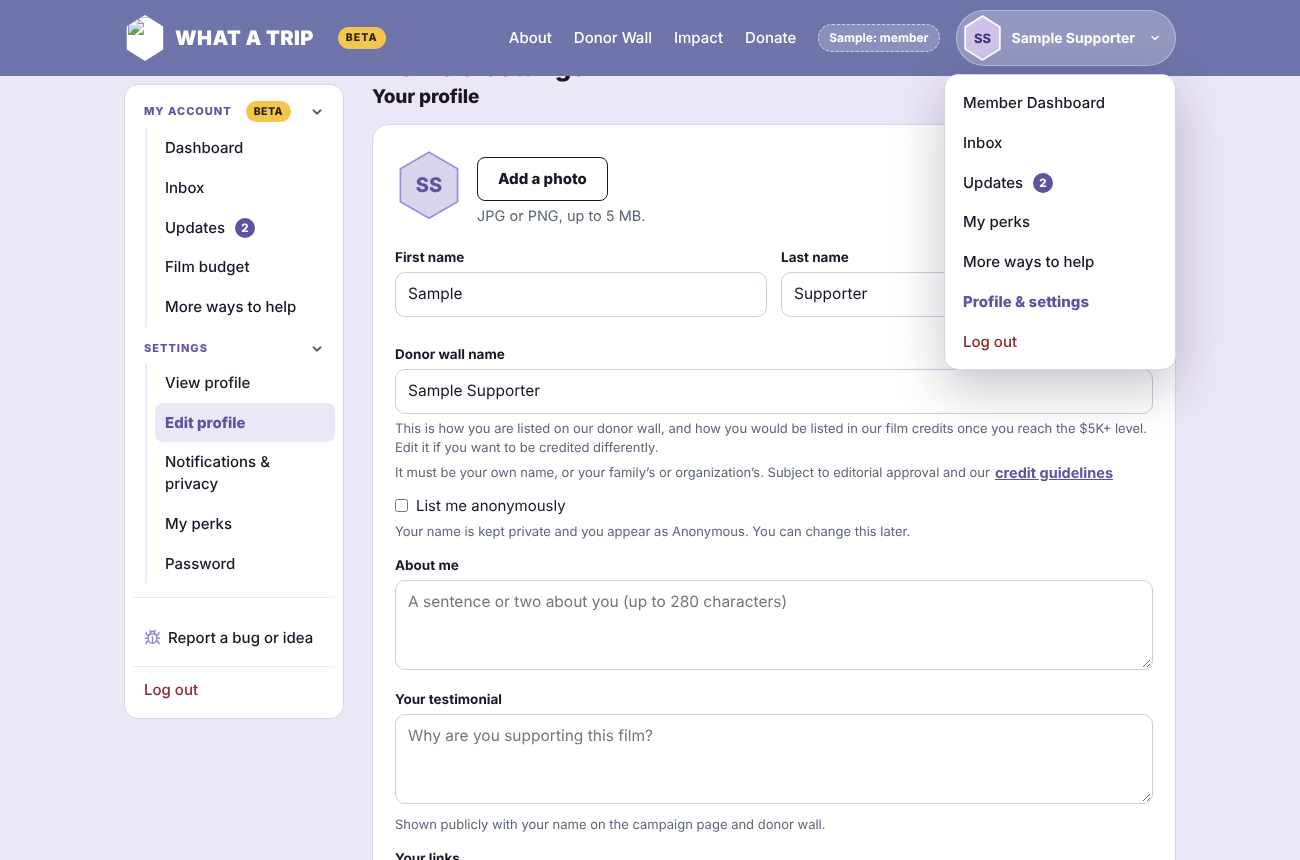 WHAT A TRIP
BETA
About
Donor Wall
Impact
Donate
Sample: member
SS
Sample Supporter
MY ACCOUNT
BETA
Dashboard
Inbox
Updates 2
Film budget
More ways to help
SETTINGS
View profile
Edit profile
Notifications &
privacy
My perks
Password
Report a bug or idea
Log out
Your profile
SS
Add a photo
JPG or PNG, up to 5 MB.
First name
Sample
Last name
Supporter
Donor wall name
Sample Supporter
This is how you are listed on our donor wall, and how you would be listed in our film credits once you reach the $5K+ level.
Edit it if you want to be credited differently.
It must be your own name, or your family’s or organization’s. Subject to editorial approval and our credit guidelines
List me anonymously
Your name is kept private and you appear as Anonymous. You can change this later.
About me
A sentence or two about you (up to 280 characters)
Your testimonial
Why are you supporting this film?
Shown publicly with your name on the campaign page and donor wall.
Your links
Member Dashboard
Inbox
Updates 2
My perks
More ways to help
Profile & settings
Log out